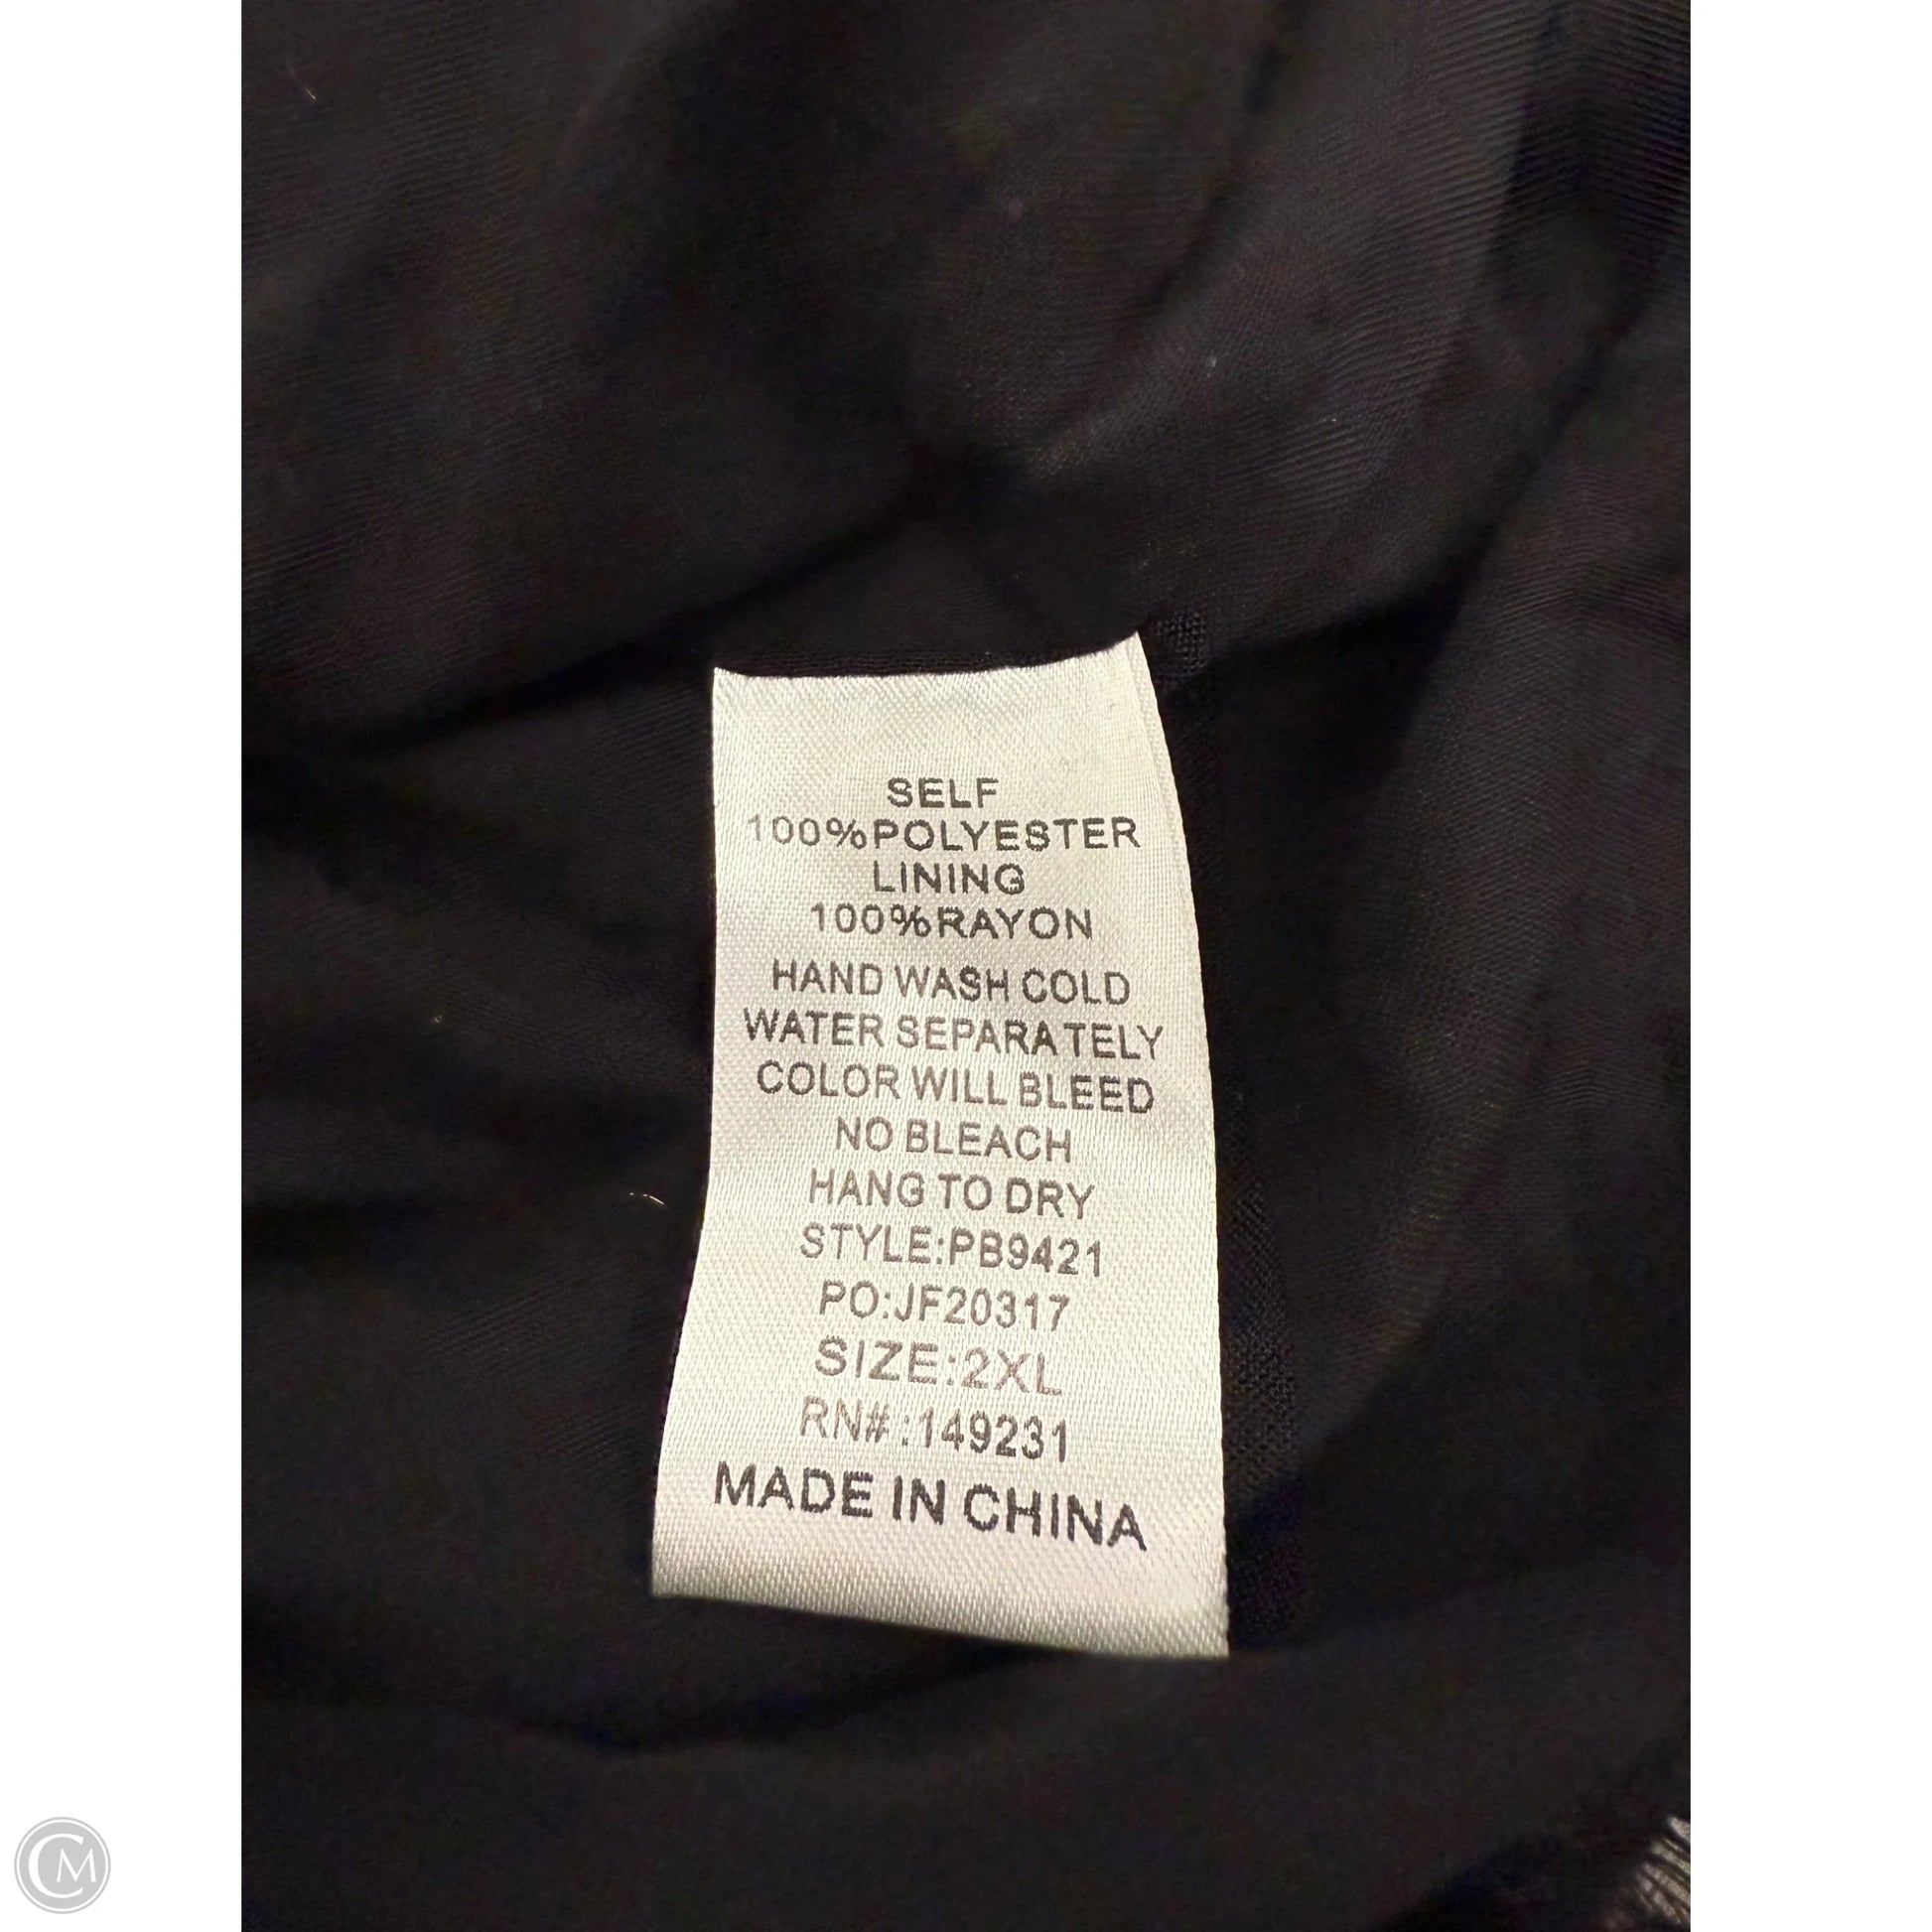 SELF
100%POLYESTER
LINING
100%RAYON
HAND WASH COLD
WATER SEPARATELY
COLOR WILL BLEED
NO BLEACH
HANG TO DRY
STYLE:PB9421
PO:JF20317
SIZE:2XL
RN#:149231
MADE IN CHINA
CM